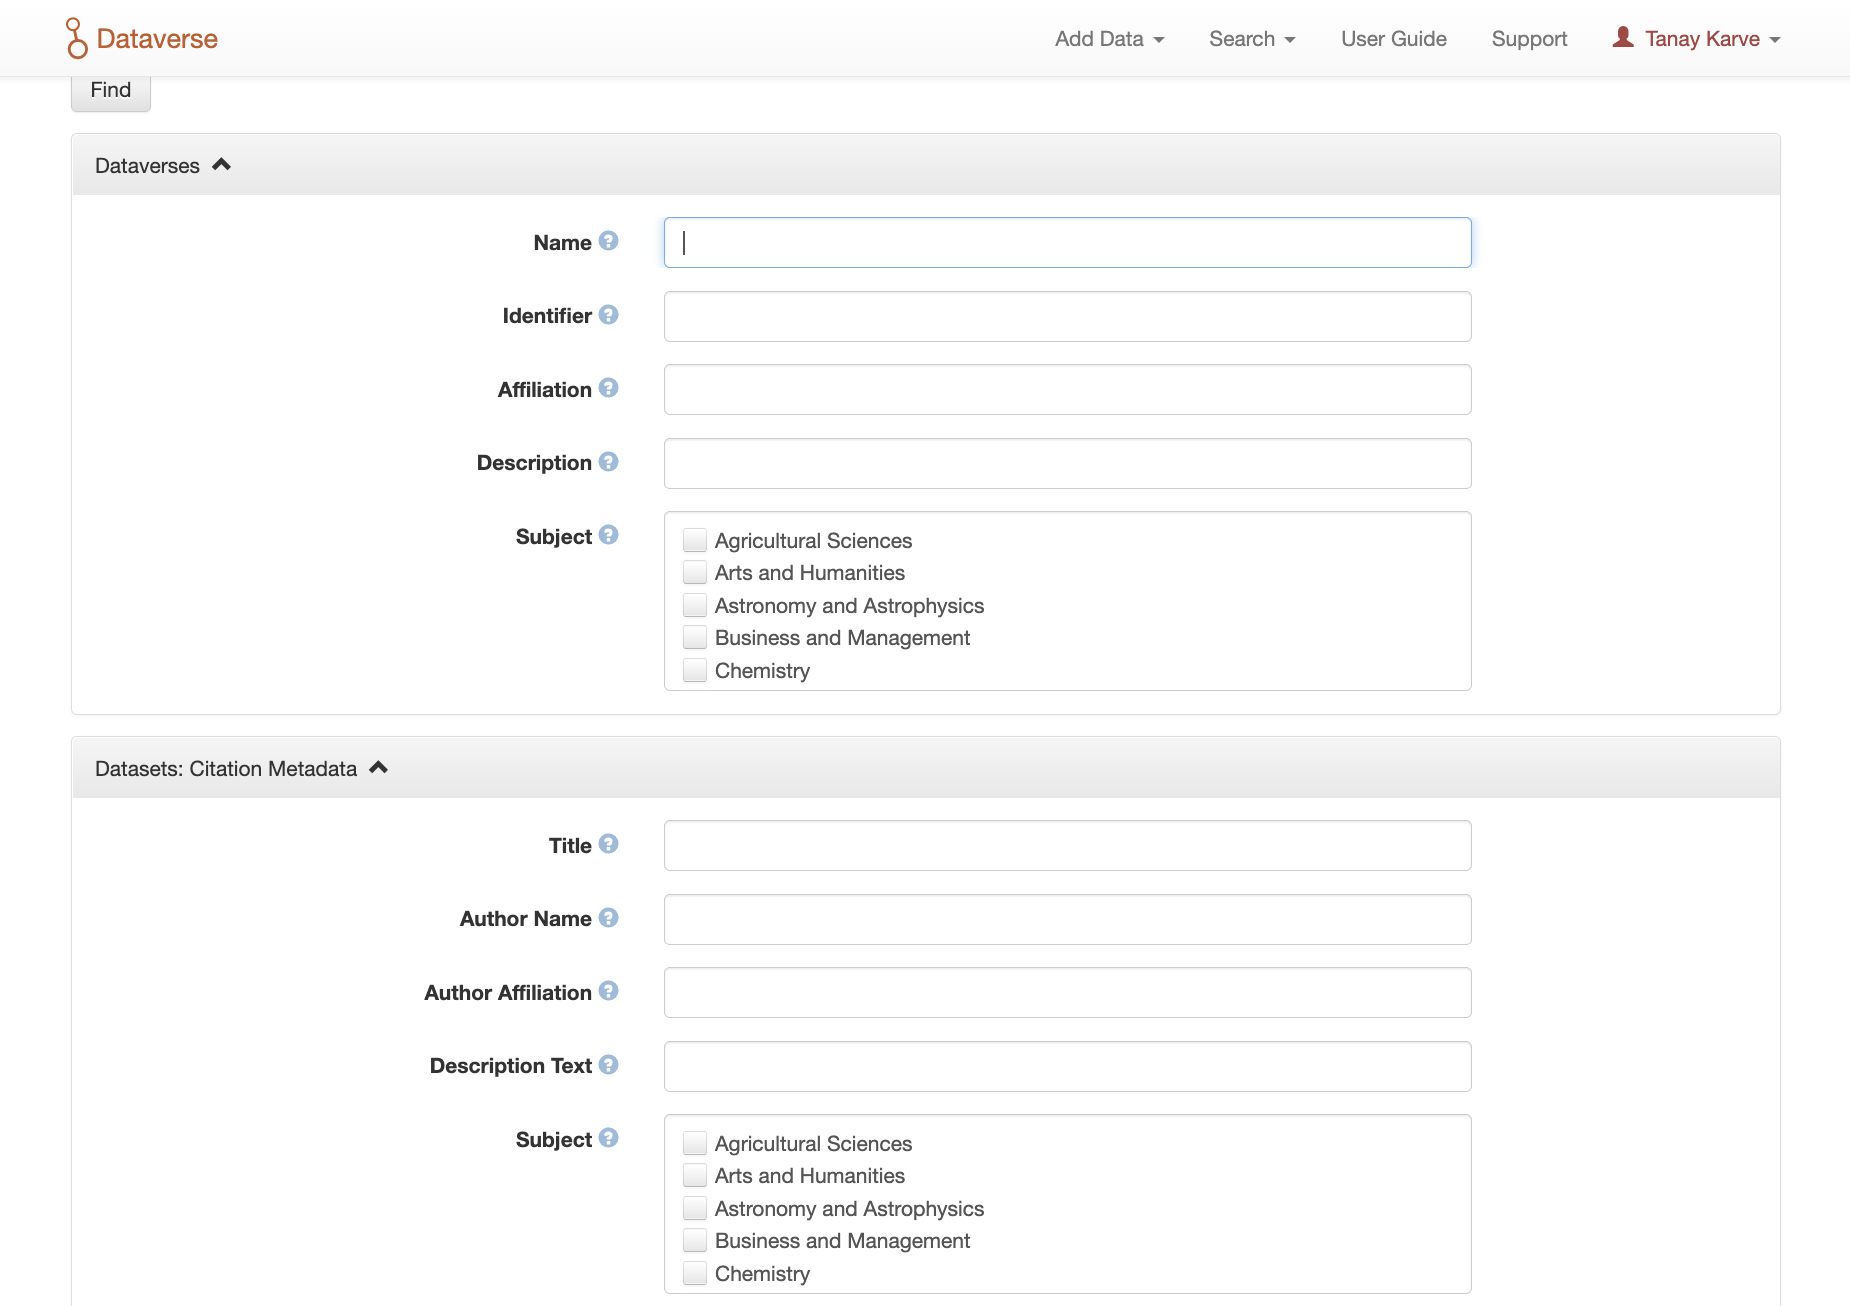 Dataverse
Add Data
Search
User Guide
Support
Tanay Karve
Find
Dataverses
Name
Identifier
Affiliation
Description
Subject
Agricultural Sciences
Arts and Humanities
Astronomy and Astrophysics
Business and Management
Chemistry
Datasets: Citation Metadata
Title
Author Name
Author Affiliation
Description Text
Subject
Agricultural Sciences
Arts and Humanities
Astronomy and Astrophysics
Business and Management
Chemistry